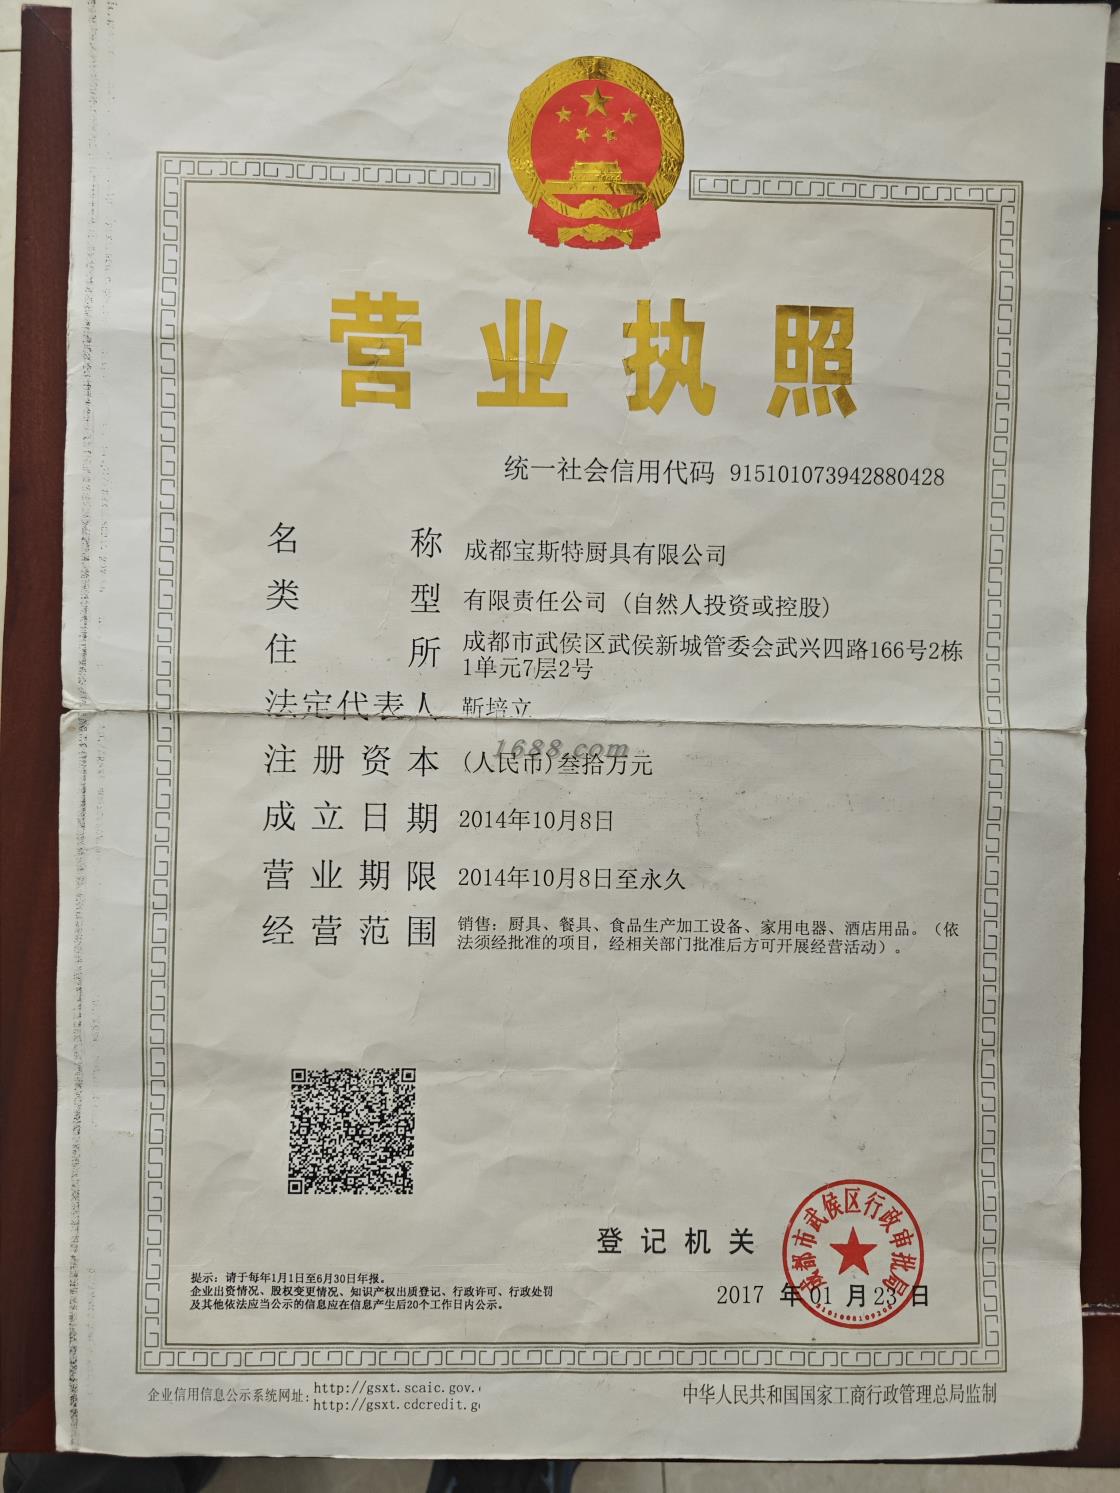 营业执照
统一社会信用代码 915101073942880428
名称 成都宝斯特厨具有限公司
类型 有限责任公司 (自然人投资或控股)
住所 成都市武侯区武侯新城管委会武兴四路166号2栋
1单元7层2号
法定代表人 靳培立
1688.com
注册资本 (人民币)叁拾万元
成立日期 2014年10月8日
营业期限 2014年10月8日至永久
经营范围 销售：厨具、餐具、食品生产加工设备、家用电器、酒店用品。（依
法须经批准的项目，经相关部门批准后方可开展经营活动）。
登记机关
成都市武侯区行政审批局
2017 年 01 月 23 日
提示：请于每年1月1日至6月30日年报。
企业出资情况、股权变更情况、知识产权出质登记、行政许可、行政处罚
及其他依法应当公示的信息应在信息产生后20个工作日内公示。
企业信用信息公示系统网址：
http://gsxt.scaic.gov.
http://gsxt.cdcredit.g
中华人民共和国国家工商行政管理总局监制